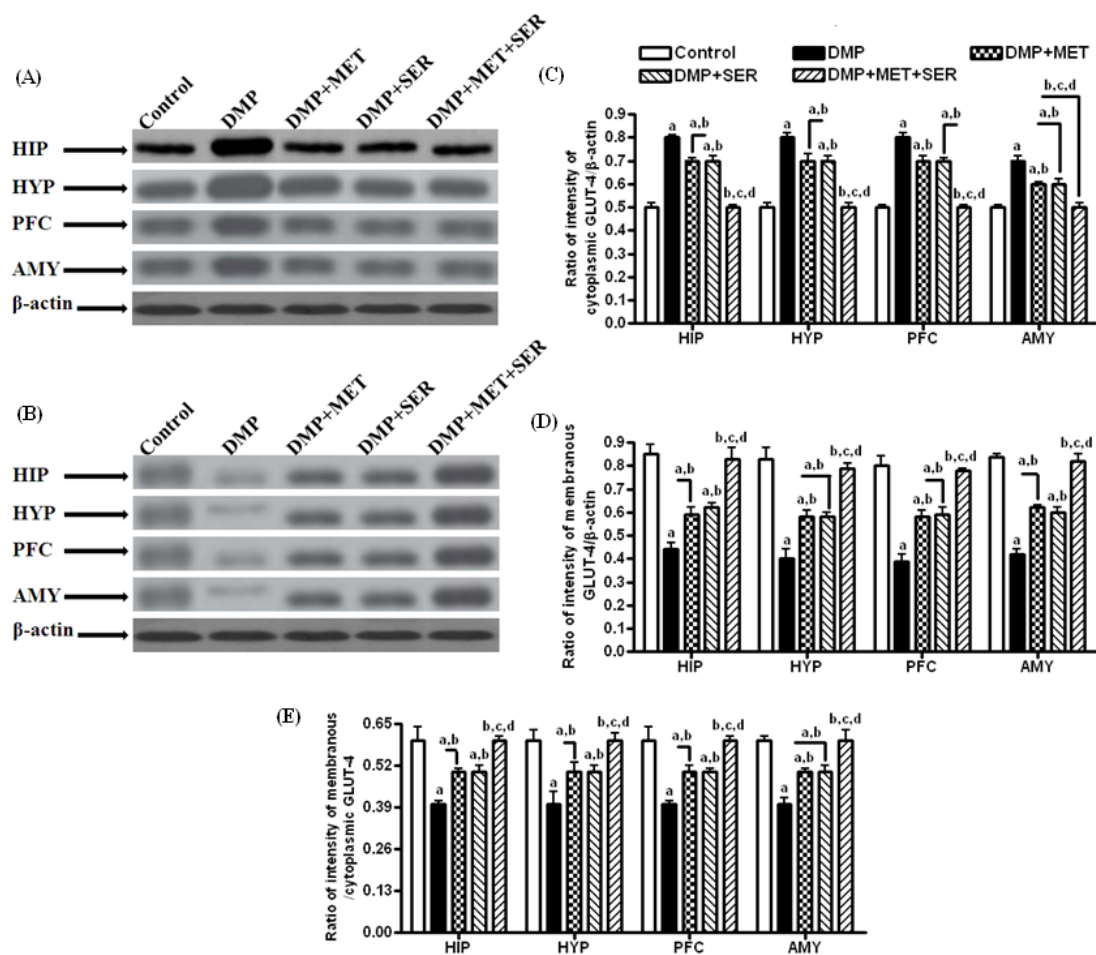 (A)
Control
DMP
DMP+MET
DMP+SER
DMP+MET+SER
HIP
HYP
PFC
AMY
β-actin
(B)
Control
DMP
DMP+MET
DMP+SER
DMP+MET+SER
HIP
HYP
PFC
AMY
β-actin
(C)
Control DMP DMP+MET
DMP+SER DMP+MET+SER
Ratio of intensity of
cytoplasmic GLUT-4/β-actin
0.9
0.8
0.7
0.6
0.5
0.4
0.3
0.2
0.1
0.0
a a,b a,b b,c,d
a a,b a,b b,c,d
a a,b a,b b,c,d
a a,b a,b b,c,d
HIP HYP PFC AMY
(D)
Ratio of intensity of membranous
GLUT-4/β-actin
0.9
0.8
0.7
0.6
0.5
0.4
0.3
0.2
0.1
0.0
a a,b a,b b,c,d
a a,b a,b b,c,d
a a,b a,b b,c,d
a a,b a,b b,c,d
HIP HYP PFC AMY
(E)
Ratio of intensity of membranous
/cytoplasmic GLUT-4
0.65
0.52
0.39
0.26
0.13
0.00
a a,b a,b b,c,d
a a,b a,b b,c,d
a a,b a,b b,c,d
a a,b a,b b,c,d
HIP HYP PFC AMY